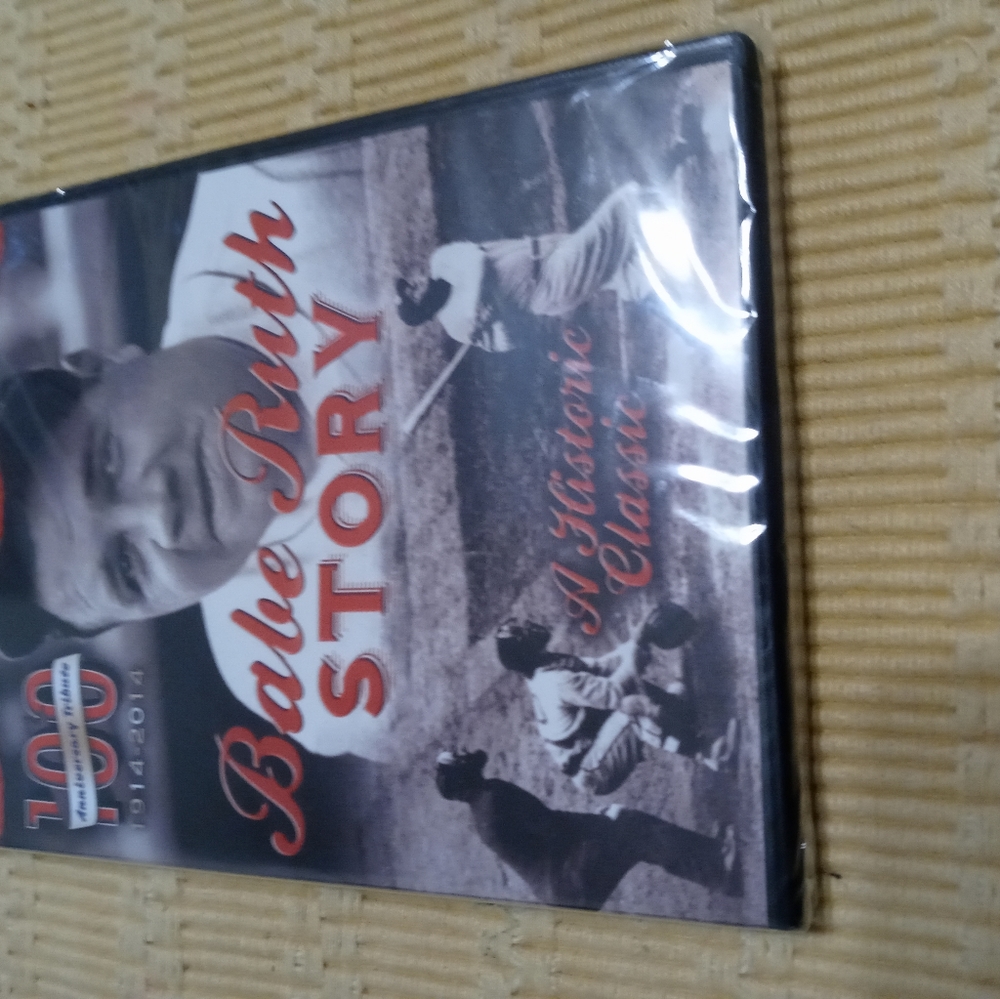 100
Anniversary Tribute
1914-2014
Babe Ruth
STORY
A Historic
Classic